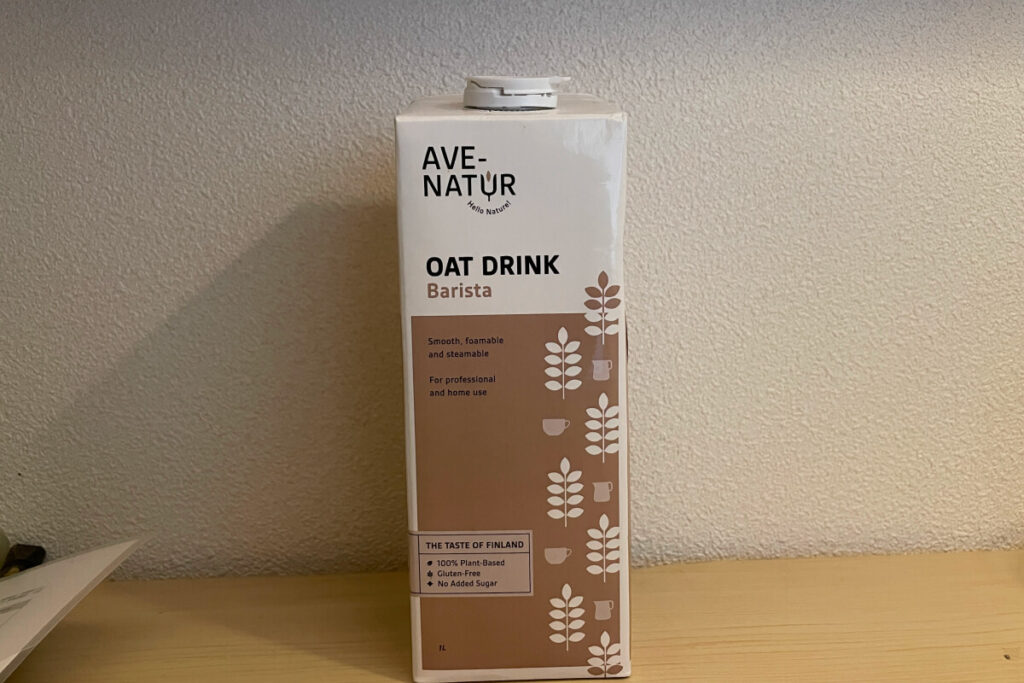 AVE-
NATUR
Hello Nature!
OAT DRINK
Barista
Smooth, foamable
and steamable
For professional
and home use
THE TASTE OF FINLAND
100% Plant-Based
Gluten-Free
No Added Sugar
1L